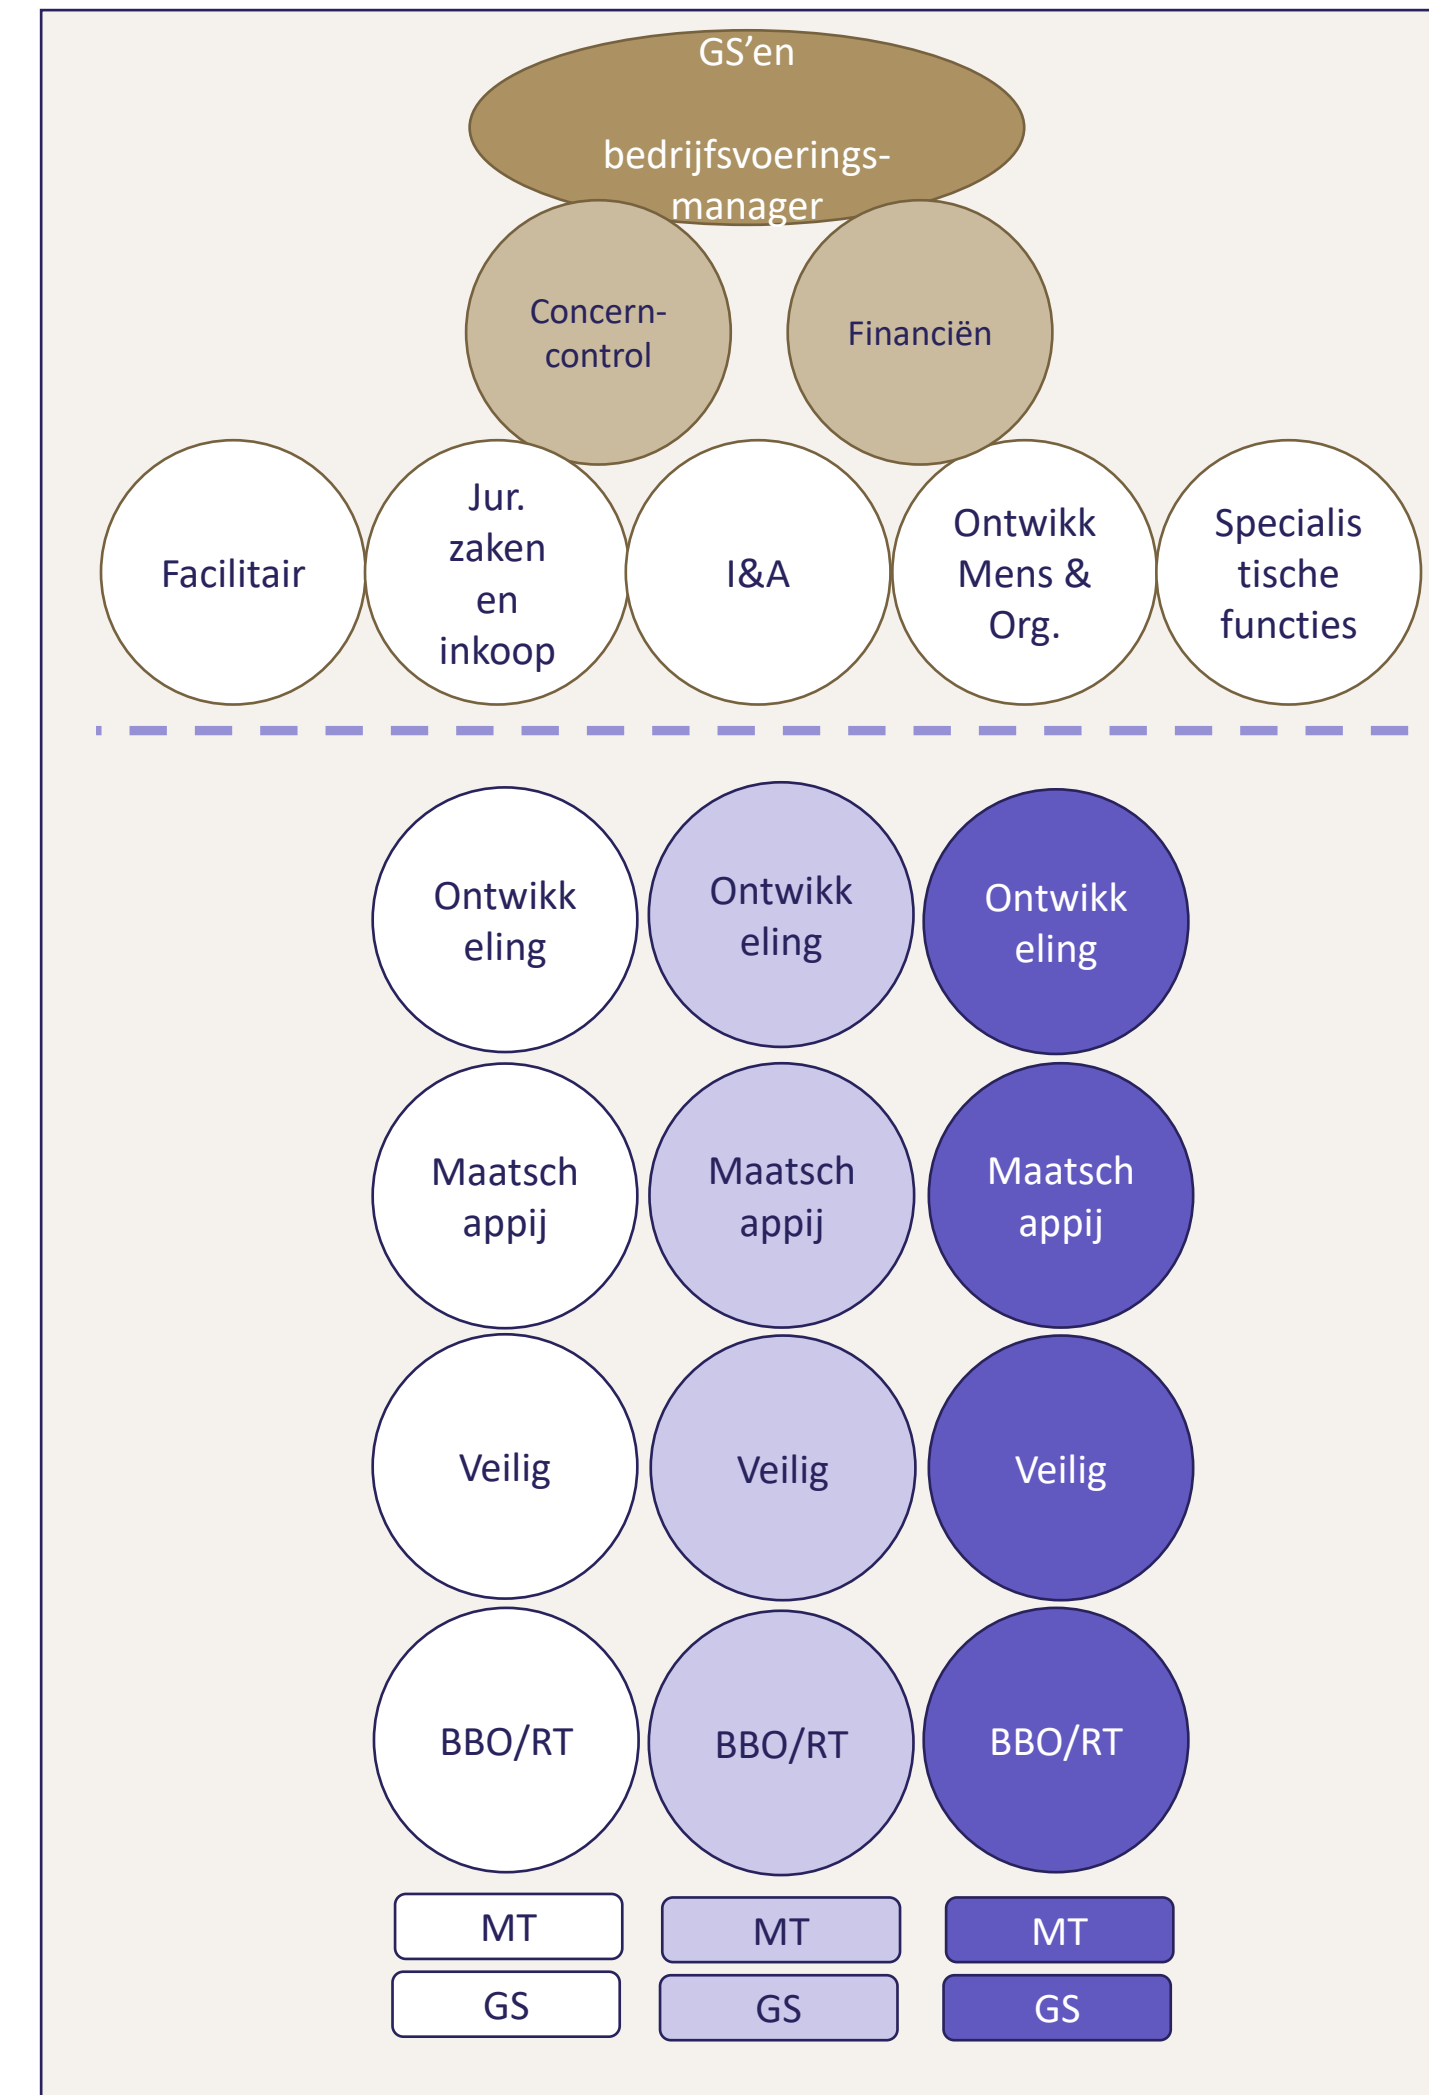 GS’en
bedrijfsvoerings-
manager
Concern-
control
Financiën
Facilitair
Jur.
zaken
en
inkoop
I&A
Ontwikk
Mens &
Org.
Specialis
tische
functies
Ontwikk
eling
Ontwikk
eling
Ontwikk
eling
Maatsch
appij
Maatsch
appij
Maatsch
appij
Veilig
Veilig
Veilig
BBO/RT
BBO/RT
BBO/RT
MT
MT
MT
GS
GS
GS